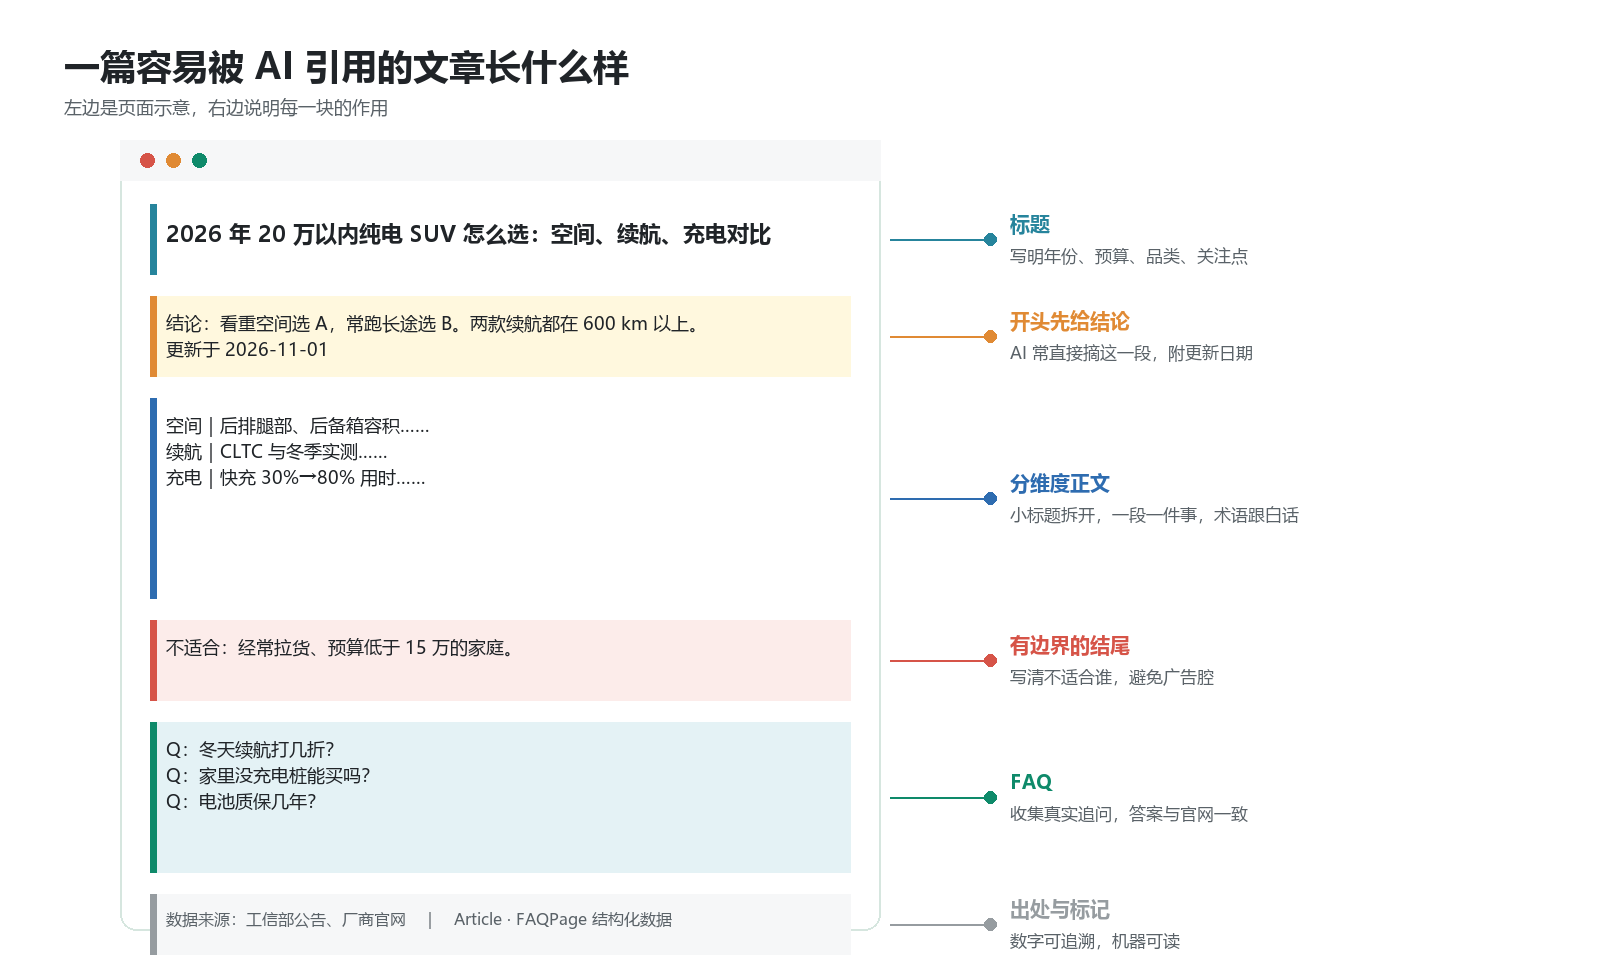 一篇容易被 AI 引用的文章长什么样
左边是页面示意，右边说明每一块的作用
2026 年 20 万以内纯电 SUV 怎么选：空间、续航、充电对比
标题
写明年份、预算、品类、关注点
结论：看重空间选 A，常跑长途选 B。两款续航都在 600 km 以上。
更新于 2026-11-01
开头先给结论
AI 常直接摘这一段，附更新日期
空间｜后排腿部、后备箱容积……
续航｜CLTC 与冬季实测……
充电｜快充 30%→80% 用时……
分维度正文
小标题拆开，一段一件事，术语跟白话
不适合：经常拉货、预算低于 15 万的家庭。
有边界的结尾
写清不适合谁，避免广告腔
Q：冬天续航打几折？
Q：家里没充电桩能买吗？
Q：电池质保几年？
FAQ
收集真实追问，答案与官网一致
数据来源：工信部公告、厂商官网 ｜ Article · FAQPage 结构化数据
出处与标记
数字可追溯，机器可读